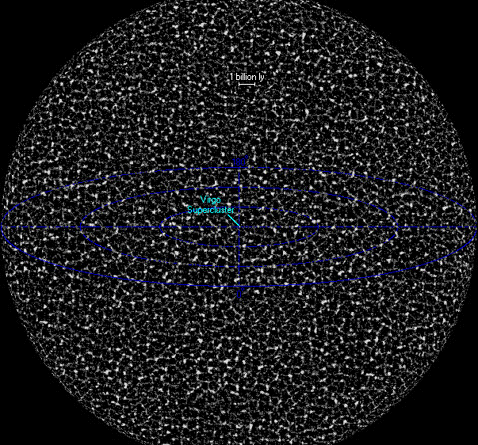 1 billion ly
Virgo
Supercluster